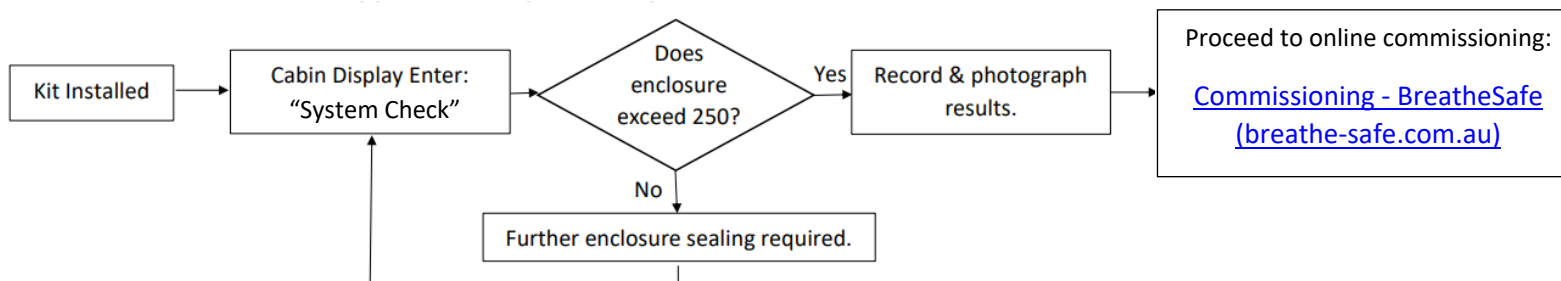 Kit Installed
Cabin Display Enter:
“System Check”
Does
enclosure
exceed 250?
Yes
Record & photograph
results.
Proceed to online commissioning:
Commissioning - BreatheSafe
(breathe-safe.com.au)
No
Further enclosure sealing required.